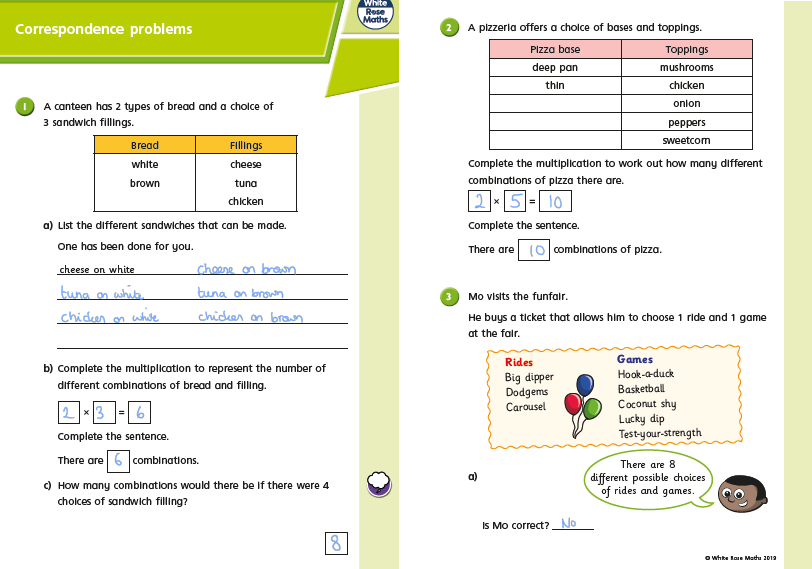 Correspondence problems
White
Rose
Maths
1 A canteen has 2 types of bread and a choice of
3 sandwich fillings.
Bread Fillings
white cheese
brown tuna
chicken
a) List the different sandwiches that can be made.
One has been done for you.
cheese on white cheese on brown
tuna on white tuna on brown
chicken on white chicken on brown
b) Complete the multiplication to represent the number of
different combinations of bread and filling.
2 × 3 = 6
Complete the sentence.
There are 6 combinations.
c) How many combinations would there be if there were 4
choices of sandwich filling?
8
2 A pizzeria offers a choice of bases and toppings.
Pizza base Toppings
deep pan mushrooms
thin chicken
onion
peppers
sweetcorn
Complete the multiplication to work out how many different
combinations of pizza there are.
2 × 5 = 10
Complete the sentence.
There are 10 combinations of pizza.
3 Mo visits the funfair.
He buys a ticket that allows him to choose 1 ride and 1 game
at the fair.
Rides Games
Big dipper Hook-a-duck
Dodgems Basketball
Carousel Coconut shy
Lucky dip
Test-your-strength
a) There are 8
different possible choices
of rides and games.
Is Mo correct? No
© White Rose Maths 2019